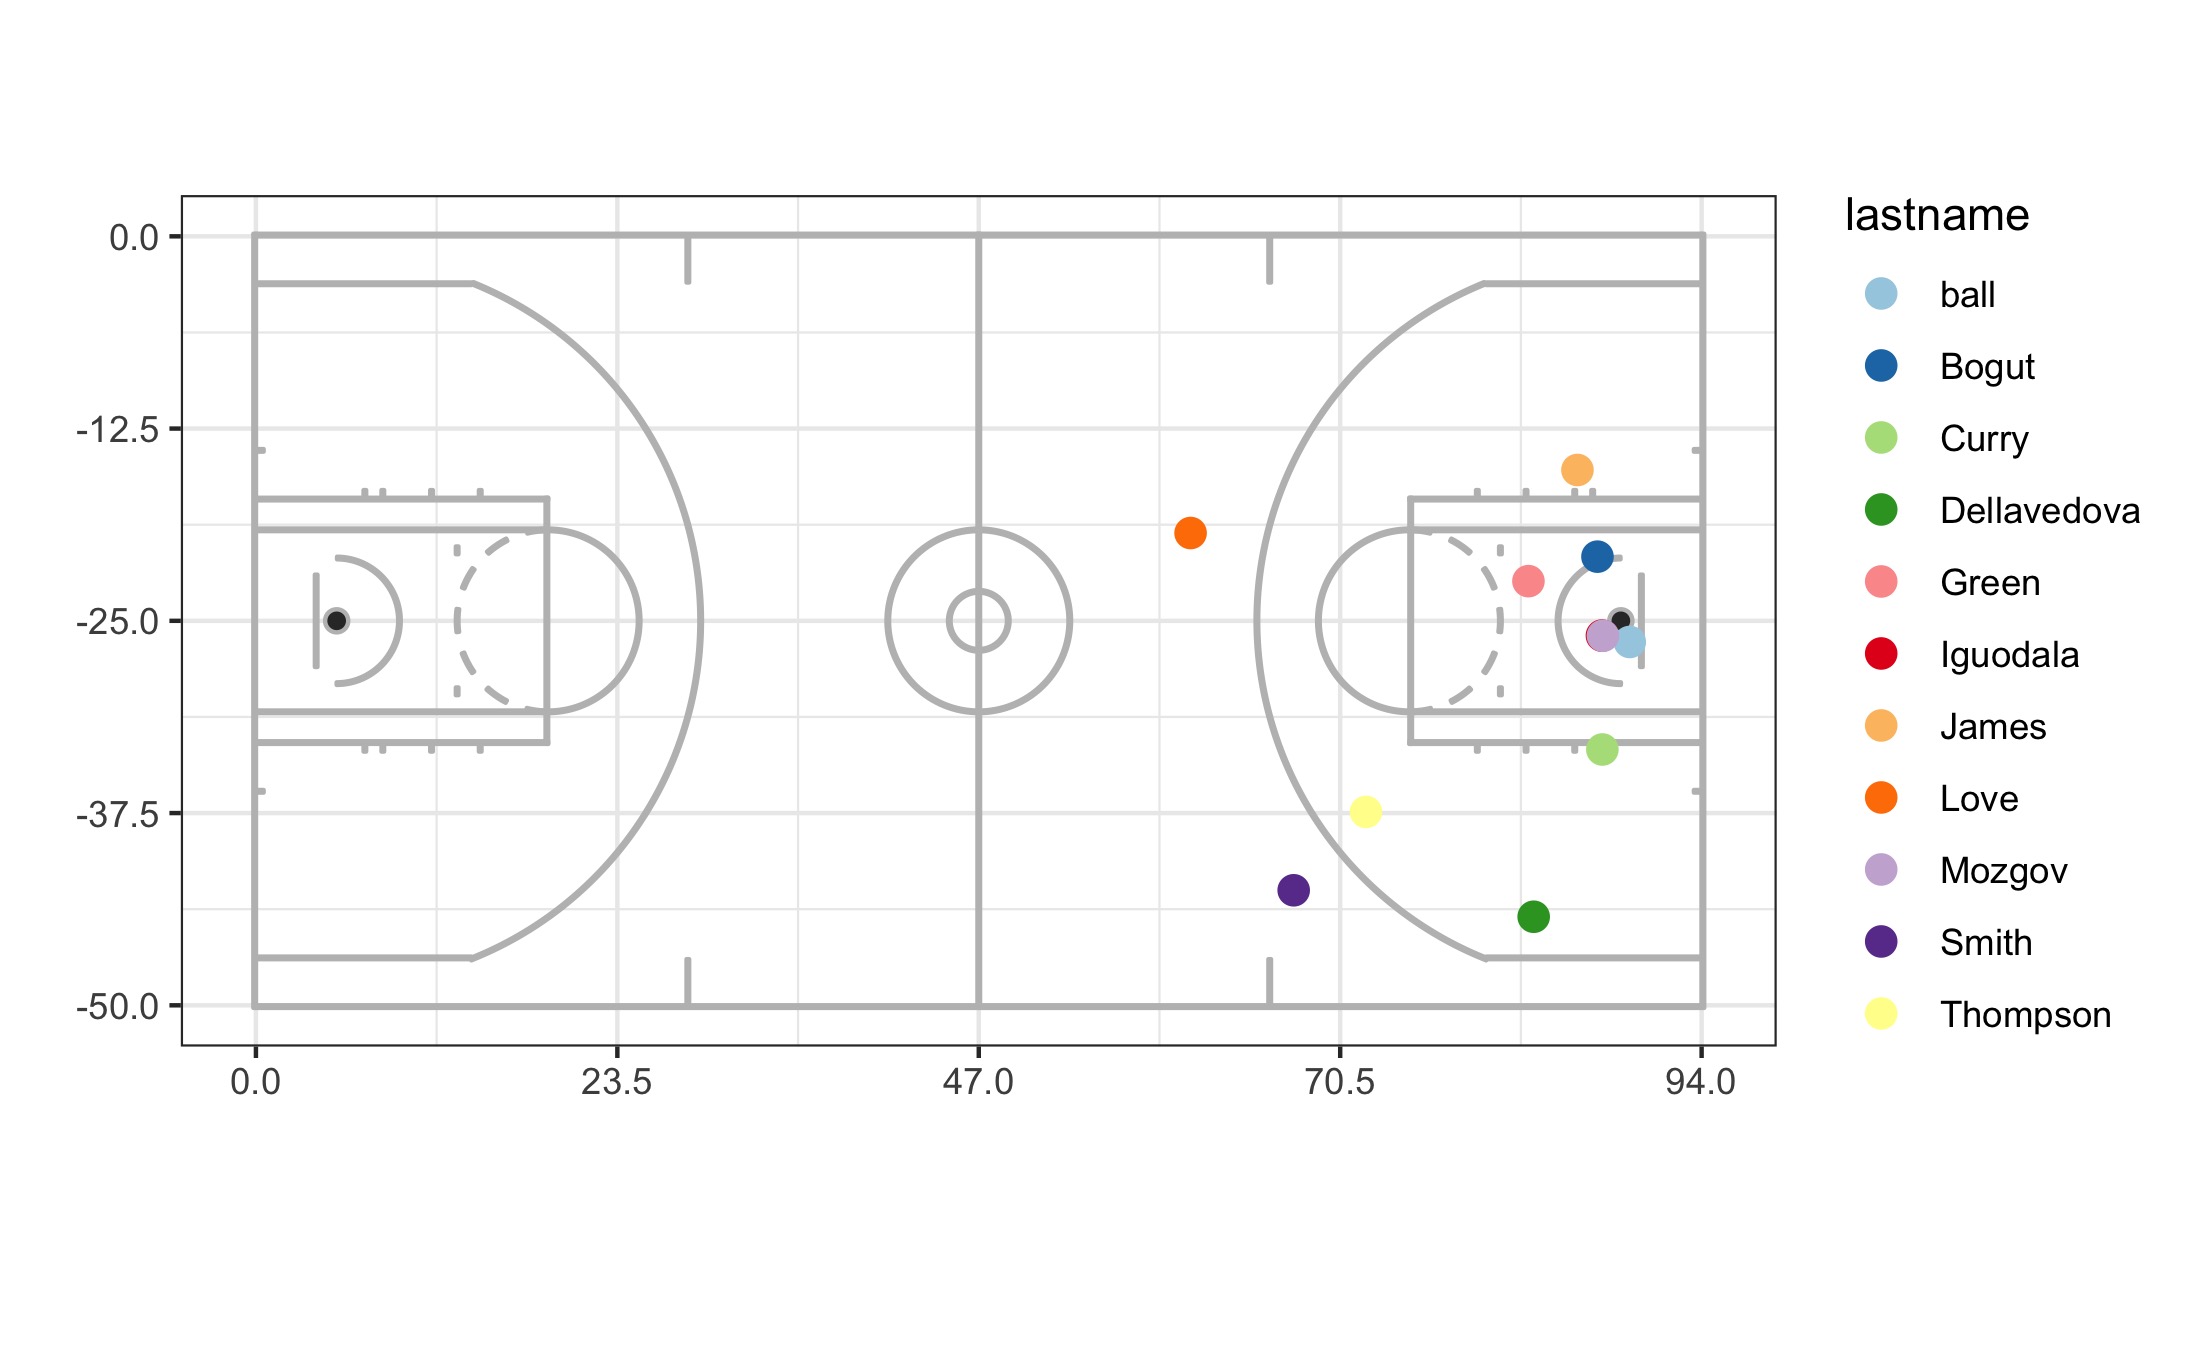 lastname
0.0
ball
Bogut
-12.5
Curry
Dellavedova
Green
-25.0
Iguodala
James
Love
-37.5
Mozgov
Smith
-50.0
Thompson
0.0 23.5 47.0 70.5 94.0